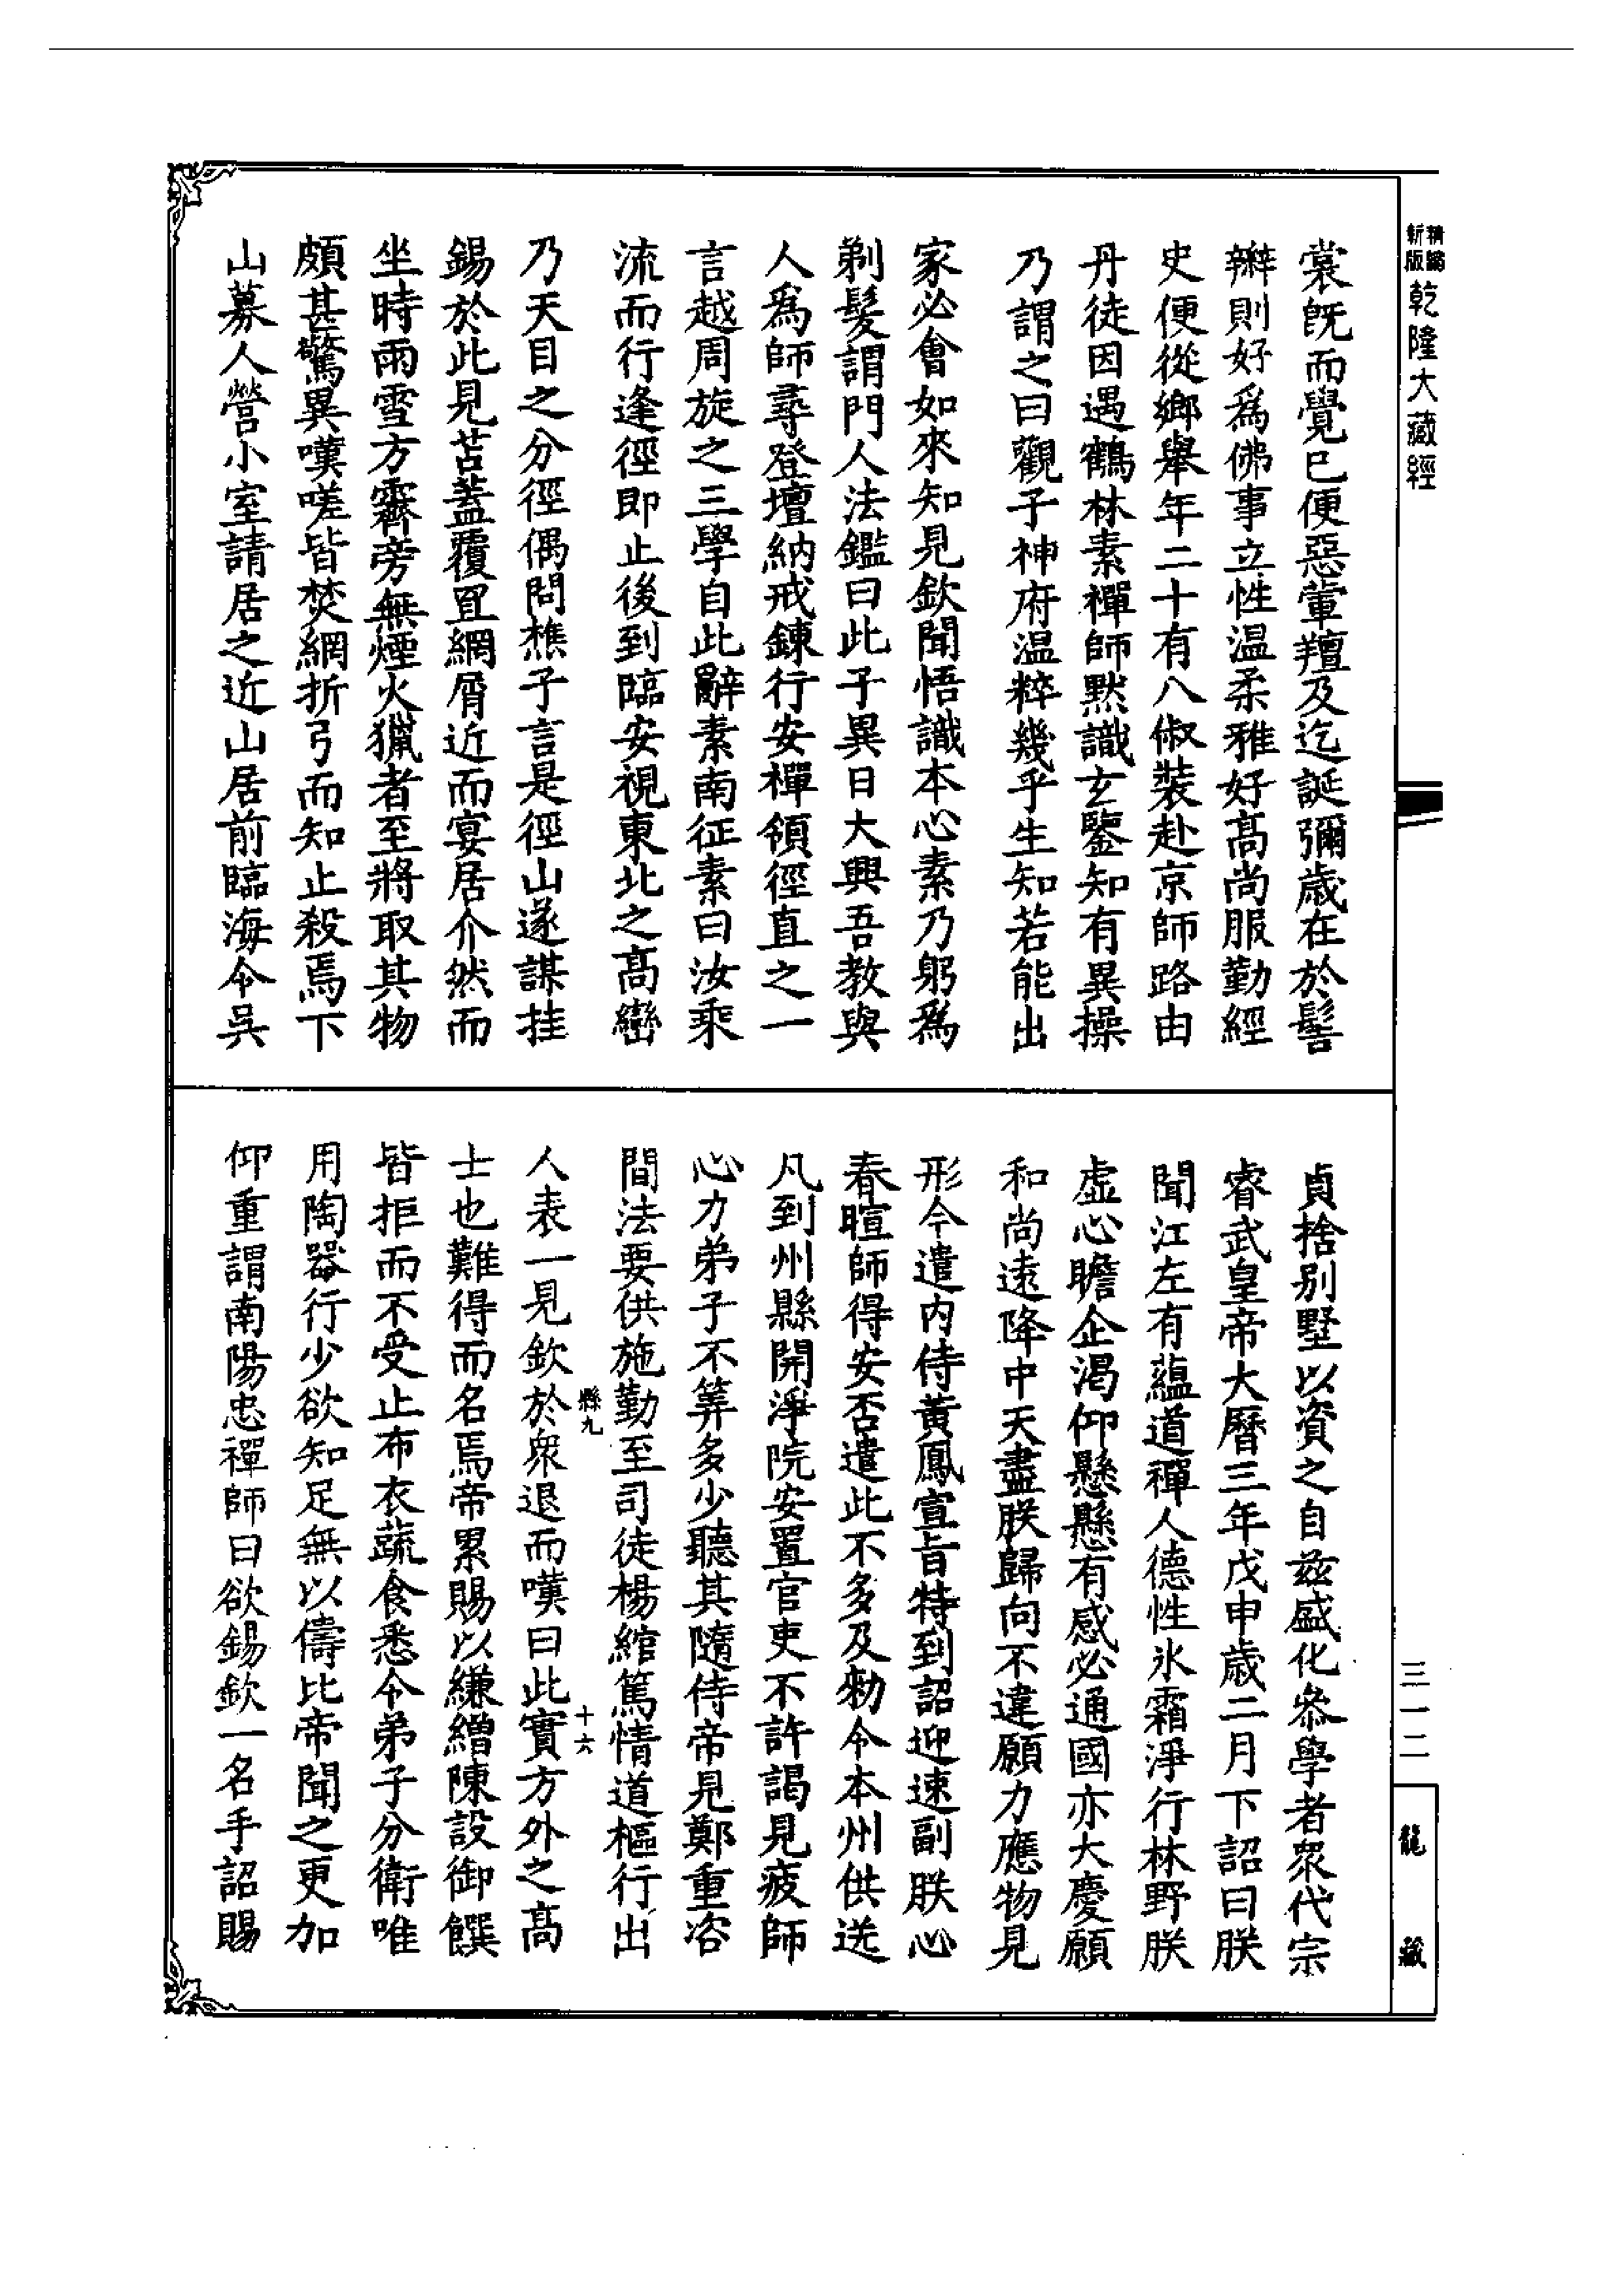 精編
新版
乾隆大藏經
裳旣而覺巳便惡葷羶及迄誕彌歲在於髻
辮則好爲佛事立性温柔雅好高尚服勤經
史便從鄉舉年二十有八俶裝赴京師路由
丹徒因遇鶴林素禪師默識玄鑒知有異操
乃謂之曰觀子神府温粹幾乎生知若能出
家必會如來知見欽聞悟識本心素乃躬爲
剃髮謂門人法鑑曰此子異日大興吾教與
人爲師尋登壇納戒鍊行安禪領徑直之一
言越周旋之三學自此辭素南征素曰汝乘
流而行逢徑即止後到臨安視東北之高巒
乃天目之分徑偶問樵子言是徑山遂謀挂
錫於此見苫蓋覆罝網屑近而宴居介然而
坐時雨雪方霽旁無煙火獵者至將取其物
頗甚驚異嘆嗟皆焚網折弓而知止殺焉下
山募人營小室請居之近山居前臨海令吳
貞捨别墅以資之自兹盛化叅學者衆代宗
睿武皇帝大曆三年戊申歲二月下詔曰朕
聞江左有蘊道禪人德性氷霜淨行林野朕
虛心瞻企渴仰懸懸有感必通國亦大慶願
和尚遠降中天盡朕歸向不違願力應物見
形今遣内侍黃鳳宣旨特到詔迎速副朕心
春暄師得安否遣此不多及勑令本州供送
凡到州縣開淨院安置官吏不許謁見疲師
心力弟子不筭多少聽其隨侍帝見鄭重咨
問法要供施勤至司徒楊綰篤情道樞行出
縣九
十六
人表一見欽於衆退而嘆曰此實方外之高
士也難得而名焉帝累賜以縑繒陳設御饌
皆拒而不受止布衣蔬食悉令弟子分衛唯
用陶器行少欲知足無以儔比帝聞之更加
仰重謂南陽忠禪師曰欲錫欽一名手詔賜
三一二
龍藏